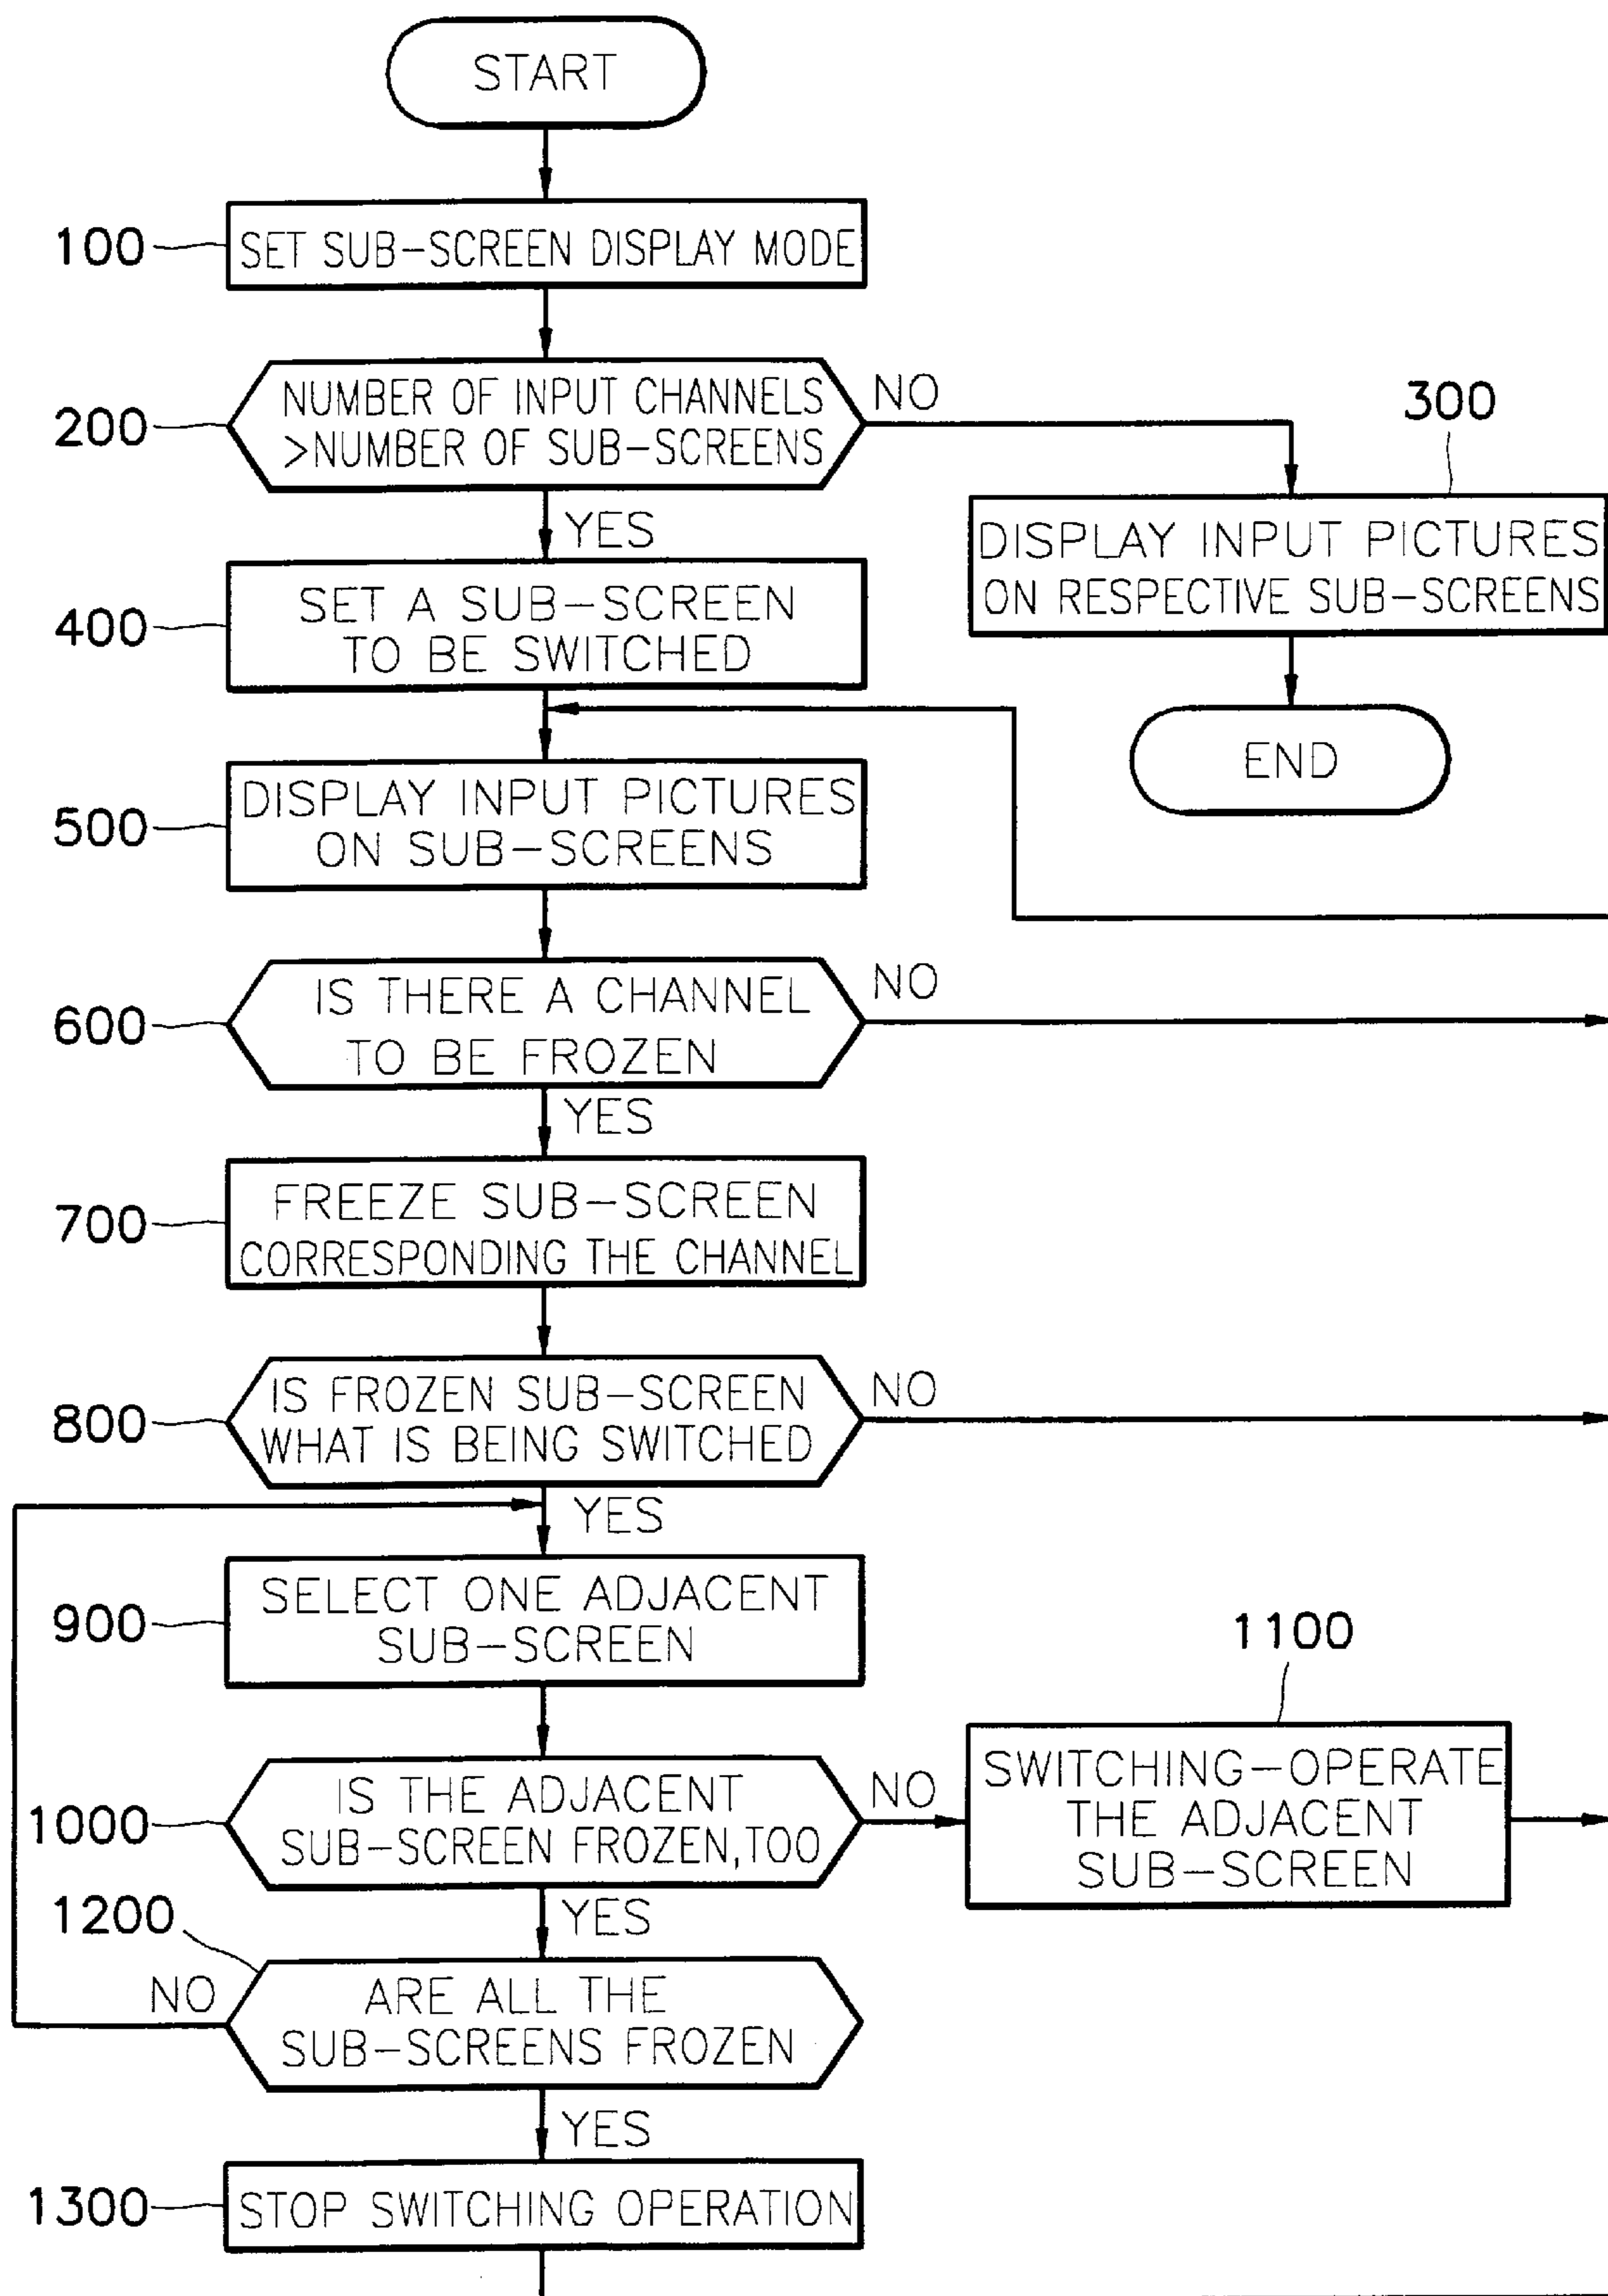 START
100
SET SUB-SCREEN DISPLAY MODE
200
NUMBER OF INPUT CHANNELS
>NUMBER OF SUB-SCREENS
NO
YES
300
DISPLAY INPUT PICTURES
ON RESPECTIVE SUB-SCREENS
END
400
SET A SUB-SCREEN
TO BE SWITCHED
500
DISPLAY INPUT PICTURES
ON SUB-SCREENS
600
IS THERE A CHANNEL
TO BE FROZEN
NO
YES
700
FREEZE SUB-SCREEN
CORRESPONDING THE CHANNEL
800
IS FROZEN SUB-SCREEN
WHAT IS BEING SWITCHED
NO
YES
900
SELECT ONE ADJACENT
SUB-SCREEN
1000
IS THE ADJACENT
SUB-SCREEN FROZEN,TOO
NO
1100
SWITCHING-OPERATE
THE ADJACENT
SUB-SCREEN
YES
1200
NO
ARE ALL THE
SUB-SCREENS FROZEN
YES
1300
STOP SWITCHING OPERATION